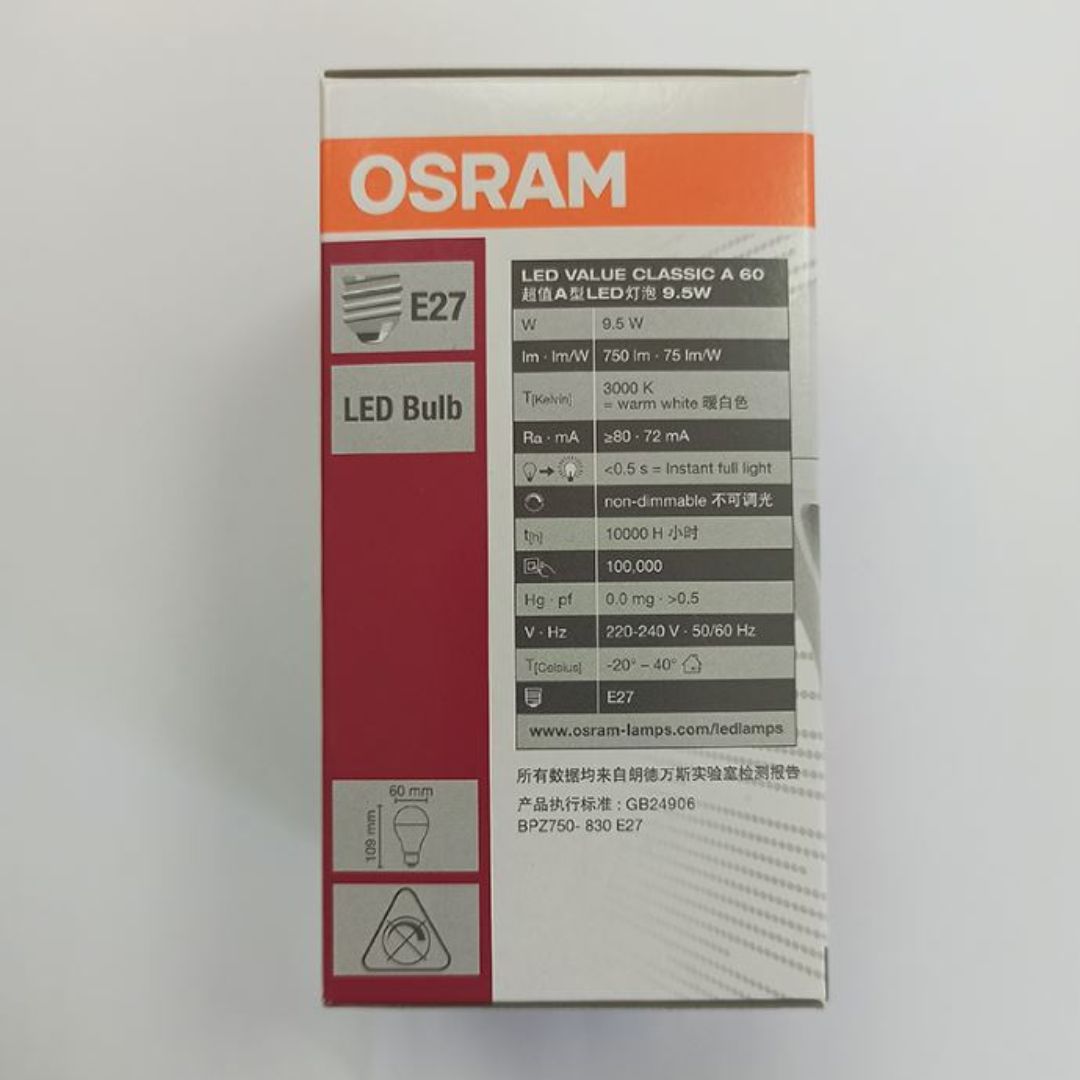 OSRAM
E27
LED Bulb
LED VALUE CLASSIC A 60
超值A型LED灯泡 9.5W
W 9.5 W
lm · lm/W 750 lm · 75 lm/W
T[Kelvin] 3000 K
= warm white 暖白色
Ra · mA ≥80 · 72 mA
<0.5 s = Instant full light
non-dimmable 不可调光
t[h] 10000 H 小时
100,000
Hg · pf 0.0 mg · >0.5
V · Hz 220-240 V · 50/60 Hz
T[Celsius] -20° – 40°
E27
www.osram-lamps.com/ledlamps
所有数据均来自朗德万斯实验室检测报告
产品执行标准 : GB24906
BPZ750- 830 E27
60 mm
109 mm